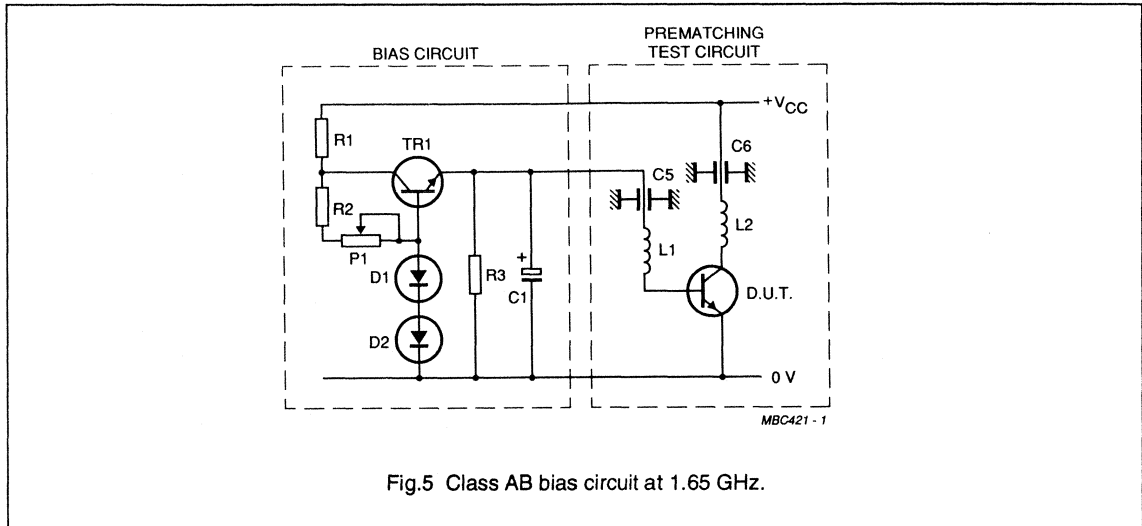 BIAS CIRCUIT
PREMATCHING
TEST CIRCUIT
+VCC
R1
TR1
C6
C5
R2
L2
P1
L1
D1
R3
+
C1
D.U.T.
D2
0 V
MBC421 - 1
Fig.5 Class AB bias circuit at 1.65 GHz.